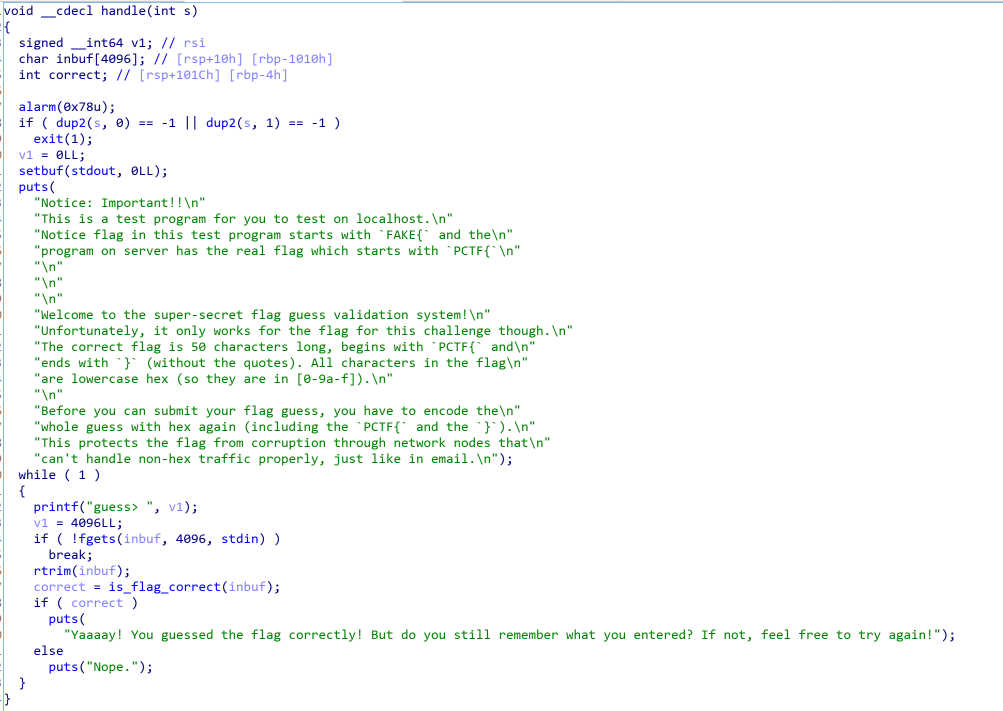 void __cdecl handle(int s)
{
  signed __int64 v1; // rsi
  char inbuf[4096]; // [rsp+10h] [rbp-1010h]
  int correct; // [rsp+101Ch] [rbp-4h]

  alarm(0x78u);
  if ( dup2(s, 0) == -1 || dup2(s, 1) == -1 )
    exit(1);
  v1 = 0LL;
  setbuf(stdout, 0LL);
  puts(
    "Notice: Important!!\n"
    "This is a test program for you to test on localhost.\n"
    "Notice flag in this test program starts with `FAKE{` and the\n"
    "program on server has the real flag which starts with `PCTF{`\n"
    "\n"
    "\n"
    "\n"
    "Welcome to the super-secret flag guess validation system!\n"
    "Unfortunately, it only works for the flag for this challenge though.\n"
    "The correct flag is 50 characters long, begins with `PCTF{` and\n"
    "ends with `}` (without the quotes). All characters in the flag\n"
    "are lowercase hex (so they are in [0-9a-f]).\n"
    "\n"
    "Before you can submit your flag guess, you have to encode the\n"
    "whole guess with hex again (including the `PCTF{` and the `}`).\n"
    "This protects the flag from corruption through network nodes that\n"
    "can't handle non-hex traffic properly, just like in email.\n");
  while ( 1 )
  {
    printf("guess> ", v1);
    v1 = 4096LL;
    if ( !fgets(inbuf, 4096, stdin) )
      break;
    rtrim(inbuf);
    correct = is_flag_correct(inbuf);
    if ( correct )
      puts(
        "Yaaaay! You guessed the flag correctly! But do you still remember what you entered? If not, feel free to try again!");
    else
      puts("Nope.");
  }
}